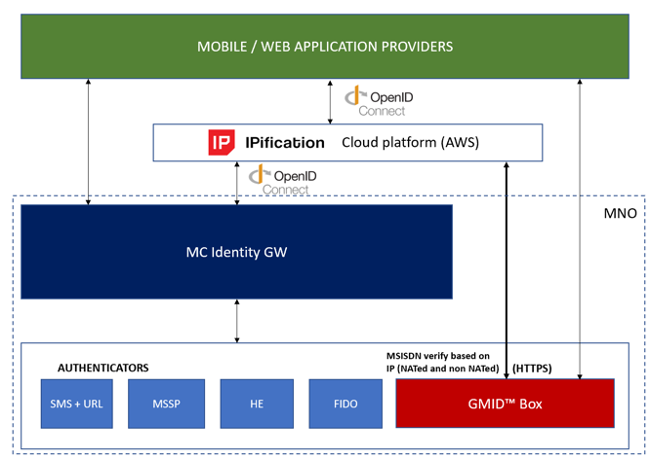 MOBILE / WEB APPLICATION PROVIDERS
OpenID
Connect
IP IPification Cloud platform (AWS)
OpenID
Connect
MNO
MC Identity GW
MSISDN verify based on
IP (NATed and non NATed) (HTTPS)
AUTHENTICATORS
SMS + URL MSSP HE FIDO GMID™ Box